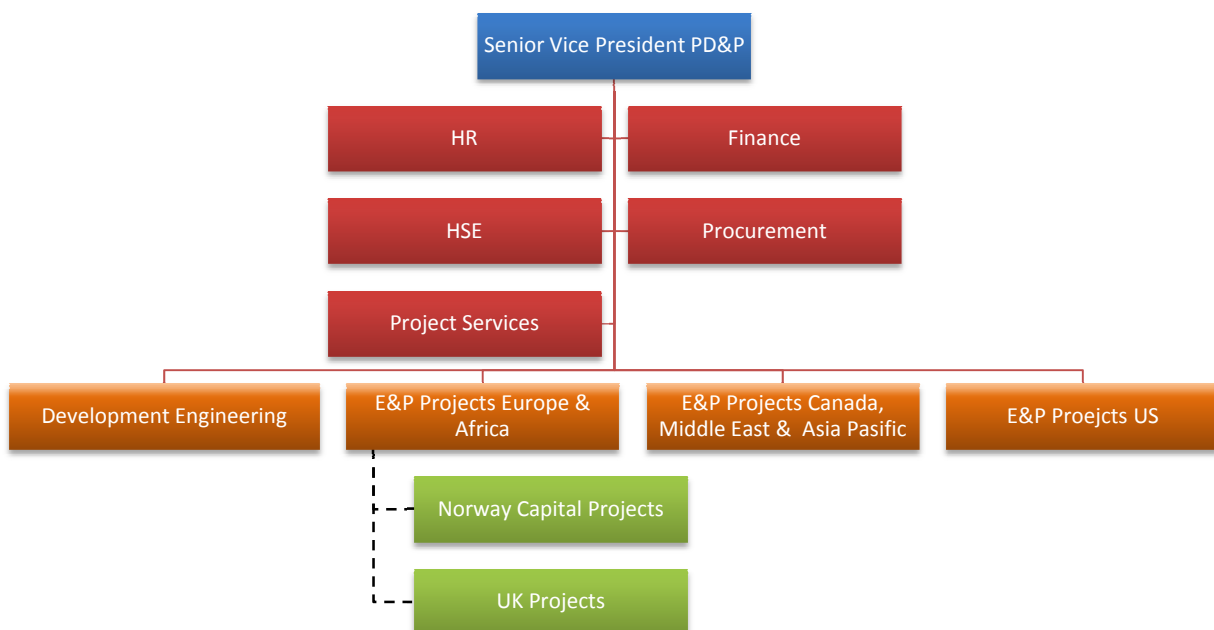 Senior Vice President PD&P
HR
Finance
HSE
Procurement
Project Services
Development Engineering
E&P Projects Europe &
Africa
E&P Projects Canada,
Middle East & Asia Pasific
E&P Proejcts US
Norway Capital Projects
UK Projects